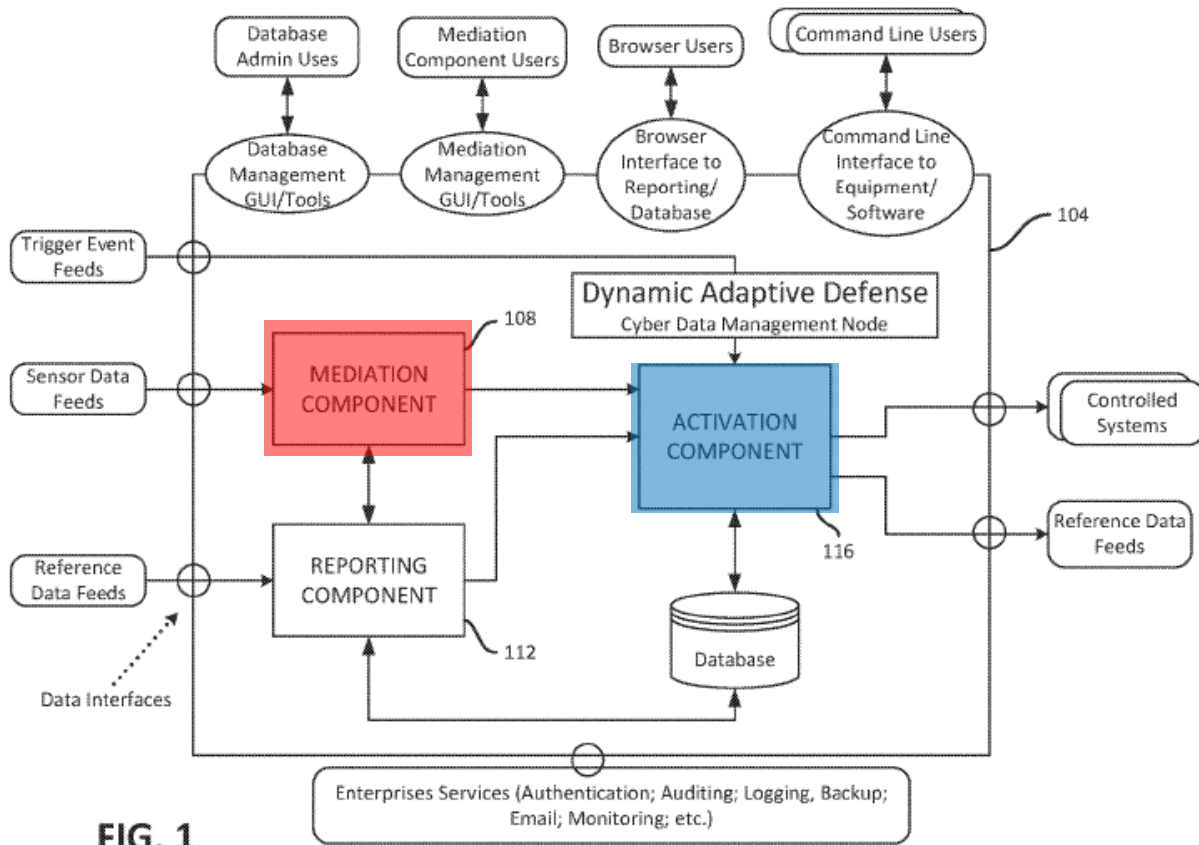 Database
Admin Uses
Mediation
Component Users
Browser Users
Command Line Users
Database
Management
GUI/Tools
Mediation
Management
GUI/Tools
Browser
Interface to
Reporting/
Database
Command Line
Interface to
Equipment/
Software
104
Trigger Event
Feeds
Dynamic Adaptive Defense
Cyber Data Management Node
108
Sensor Data
Feeds
MEDIATION
COMPONENT
ACTIVATION
COMPONENT
Controlled
Systems
116
Reference Data
Feeds
Reference
Data Feeds
REPORTING
COMPONENT
112
Database
Data Interfaces
Enterprises Services (Authentication; Auditing; Logging, Backup;
Email; Monitoring; etc.)
FIG. 1